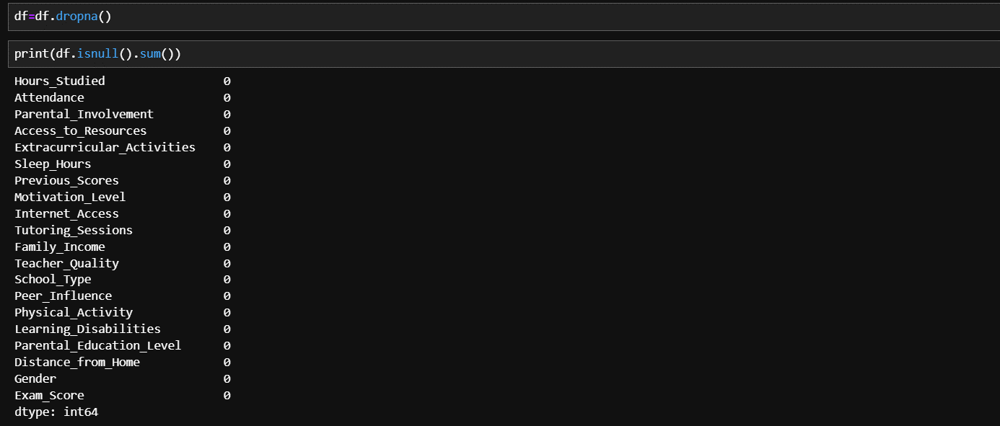 df=df.dropna()
print(df.isnull().sum())
Hours_Studied 0
Attendance 0
Parental_Involvement 0
Access_to_Resources 0
Extracurricular_Activities 0
Sleep_Hours 0
Previous_Scores 0
Motivation_Level 0
Internet_Access 0
Tutoring_Sessions 0
Family_Income 0
Teacher_Quality 0
School_Type 0
Peer_Influence 0
Physical_Activity 0
Learning_Disabilities 0
Parental_Education_Level 0
Distance_from_Home 0
Gender 0
Exam_Score 0
dtype: int64